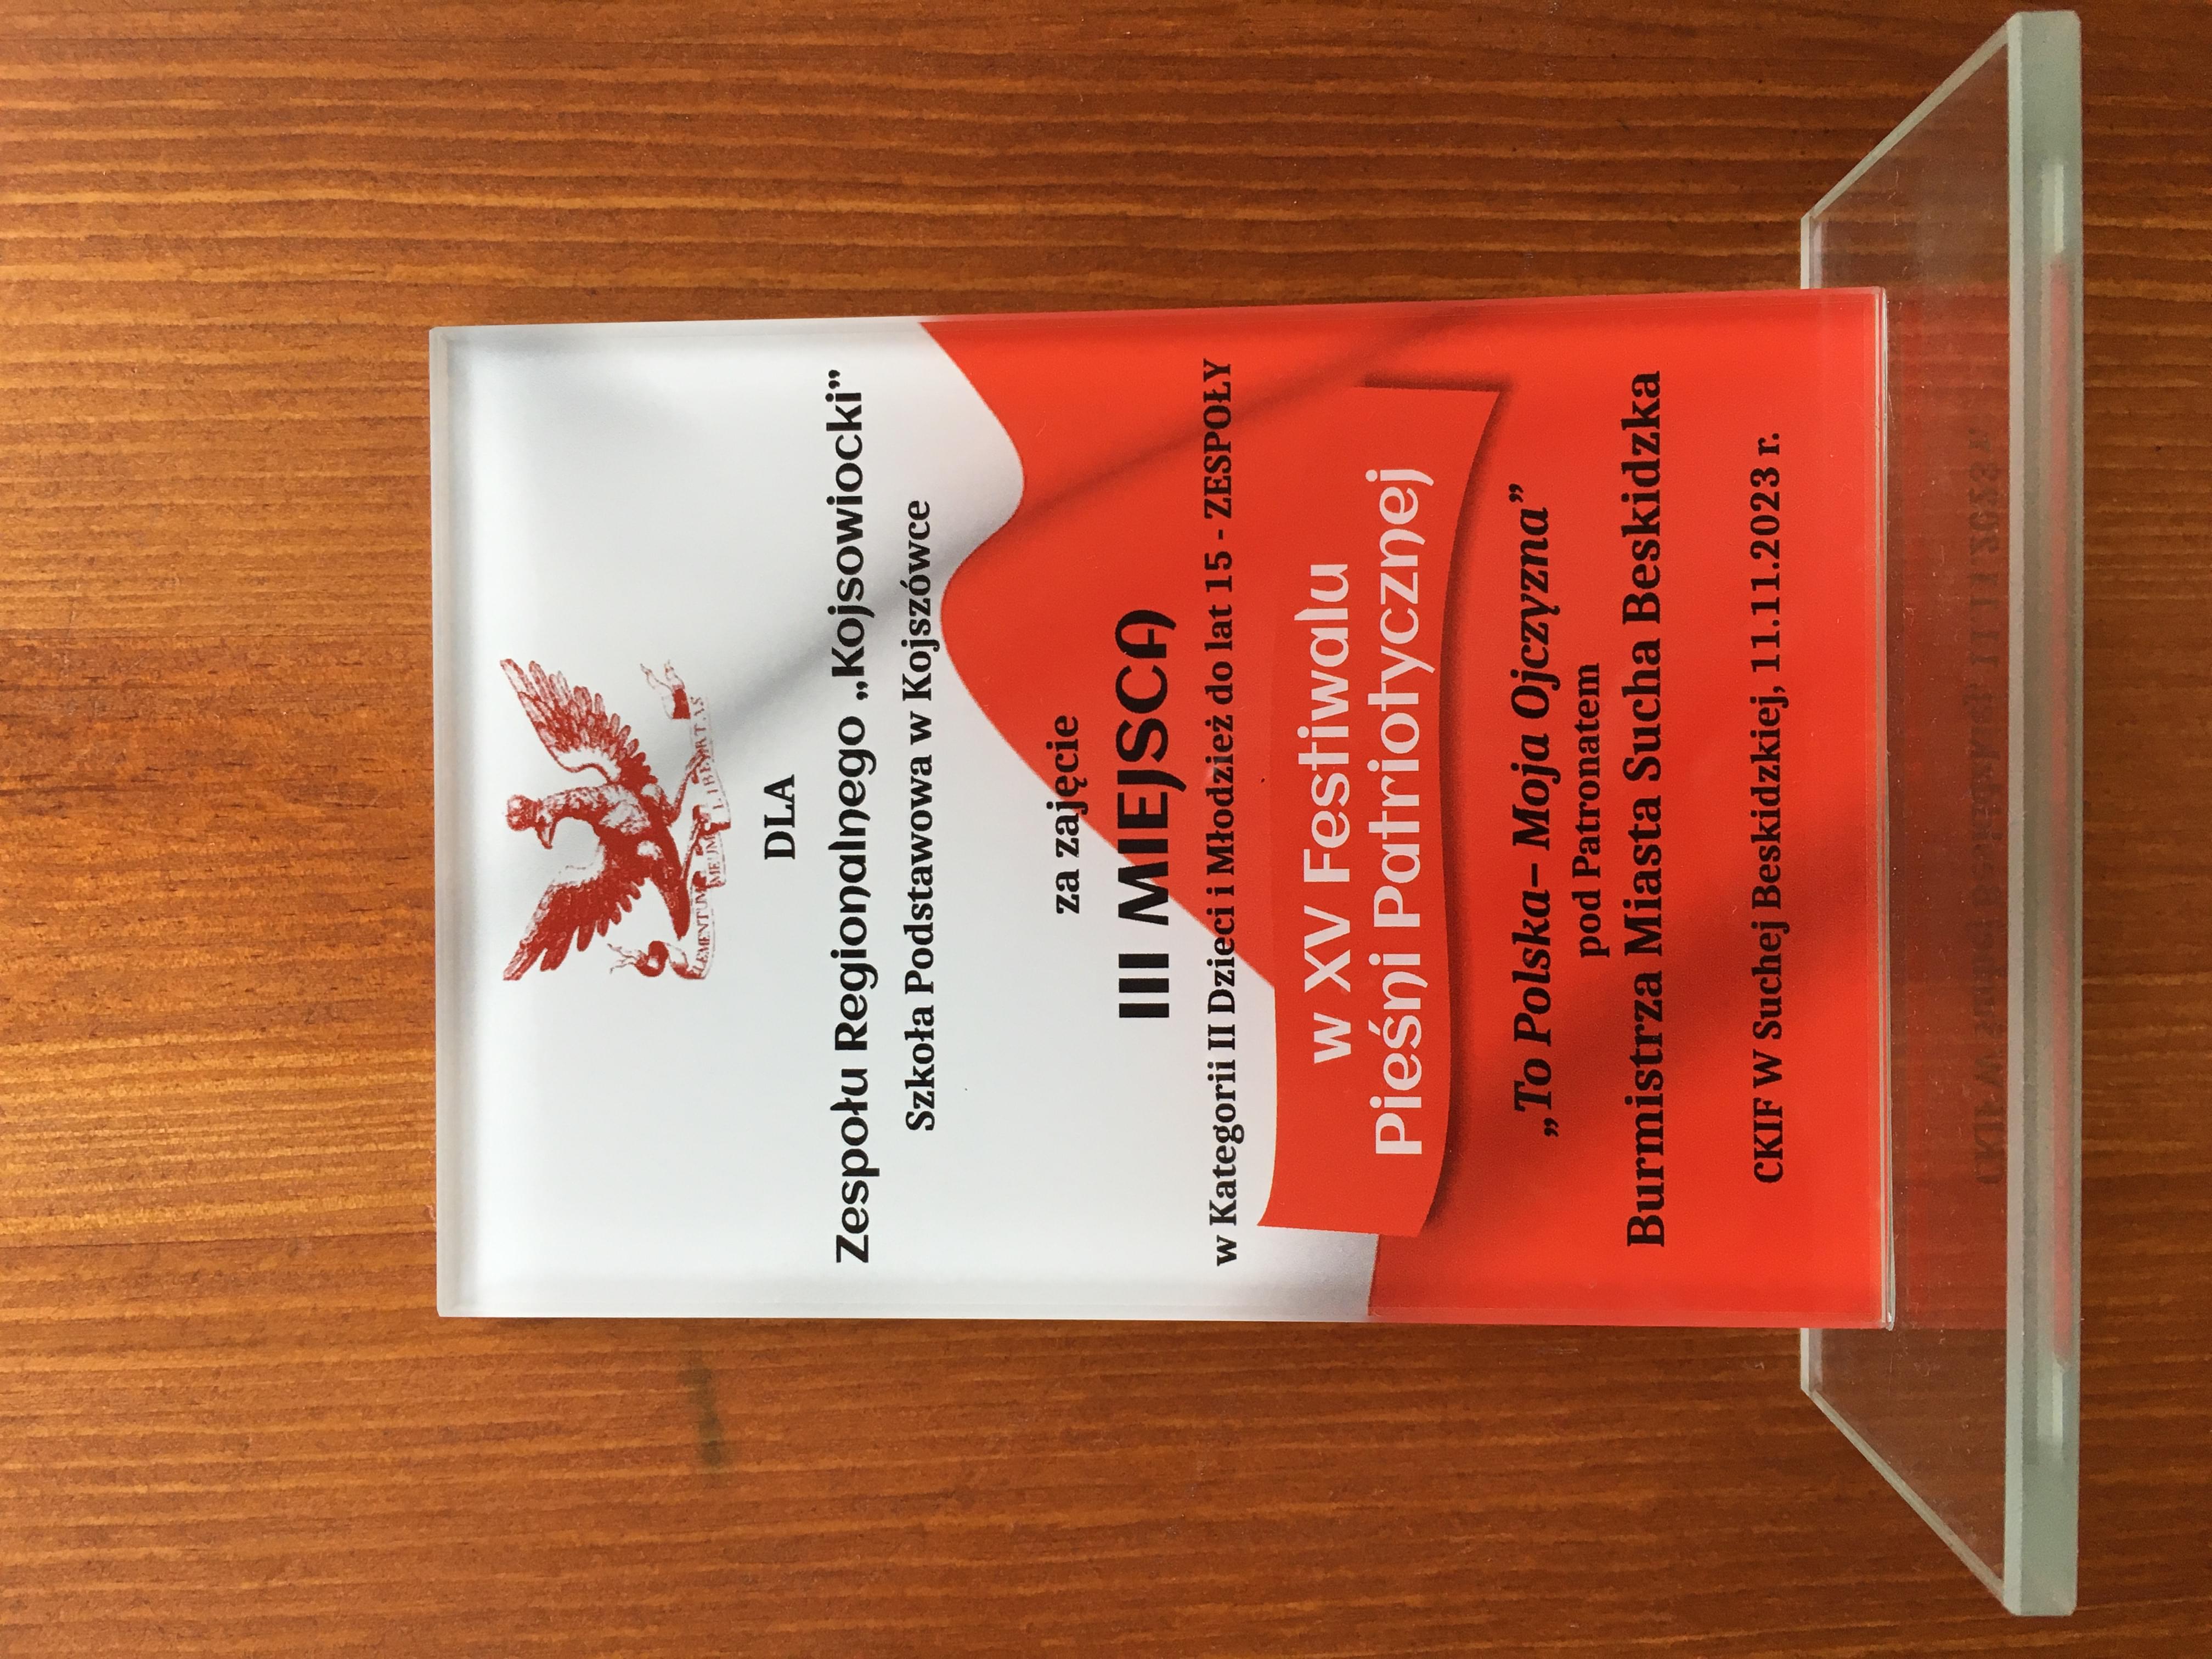 ELEMENTUM MEUM LIBERTAS
DLA
Zespołu Regionalnego „Kojsowiocki”
Szkoła Podstawowa w Kojszówce
za zajęcie
III MIEJSCA
w Kategorii II Dzieci i Młodzież do lat 15 - ZESPOŁY
w XV Festiwalu
Pieśni Patriotycznej
„To Polska– Moja Ojczyzna”
pod Patronatem
Burmistrza Miasta Sucha Beskidzka
CKIF W Suchej Beskidzkiej, 11.11.2023 r.